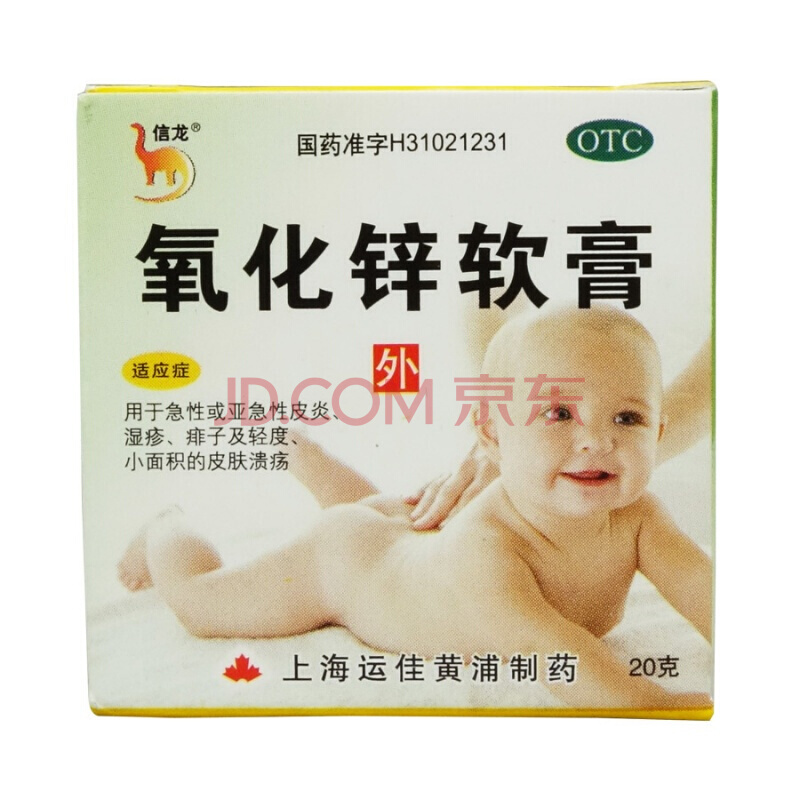 信龙®
国药准字H31021231
OTC
氧化锌软膏
外
适应症
JD.COM 京东
用于急性或亚急性皮炎、
湿疹、痱子及轻度、
小面积的皮肤溃疡
上海运佳黄浦制药
20克